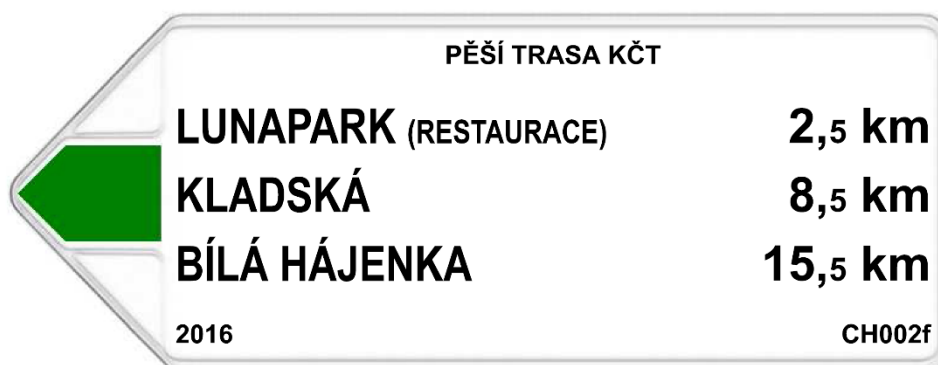 PĚŠÍ TRASA KČT
LUNAPARK (RESTAURACE) 2,5 km
KLADSKÁ 8,5 km
BÍLÁ HÁJENKA 15,5 km
2016 CH002f